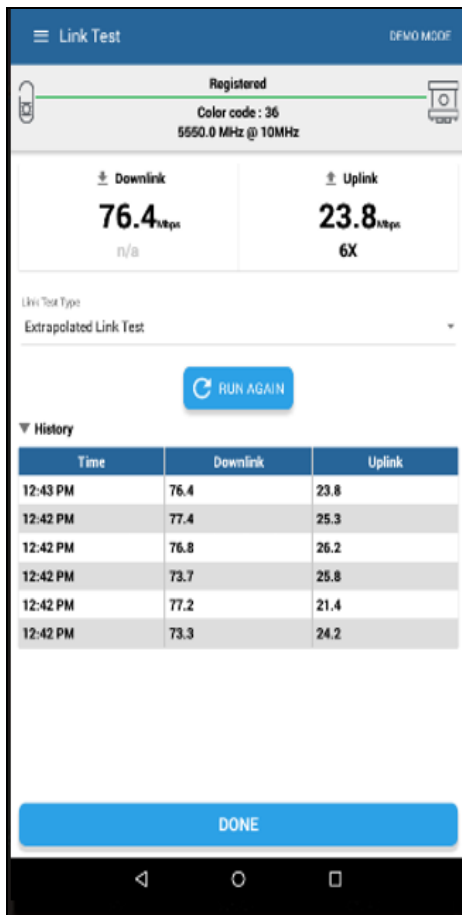 Link Test
DEMO MODE
Registered
Color code : 36
5550.0 MHz @ 10MHz
Downlink
76.4Mbps
n/a
Uplink
23.8Mbps
6X
Link Test Type
Extrapolated Link Test
RUN AGAIN
History
Time Downlink Uplink
12:43 PM 76.4 23.8
12:42 PM 77.4 25.3
12:42 PM 76.8 26.2
12:42 PM 73.7 25.8
12:42 PM 77.2 21.4
12:42 PM 73.3 24.2
DONE